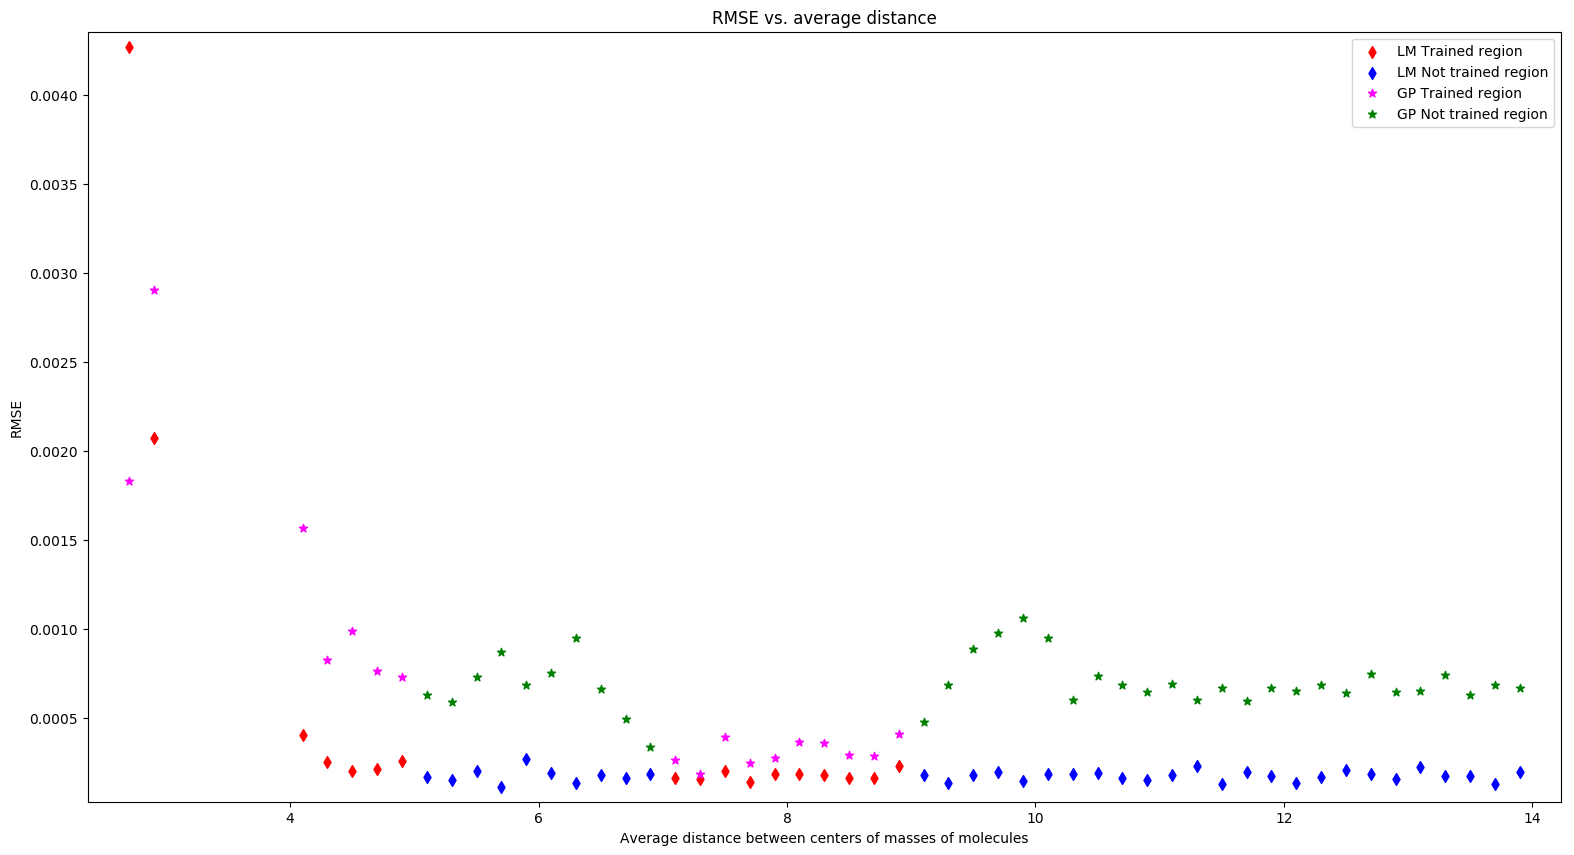 RMSE vs. average distance
LM Trained region
LM Not trained region
GP Trained region
GP Not trained region
0.0040
0.0035
0.0030
0.0025
0.0020
0.0015
0.0010
0.0005
RMSE
4 6 8 10 12 14
Average distance between centers of masses of molecules